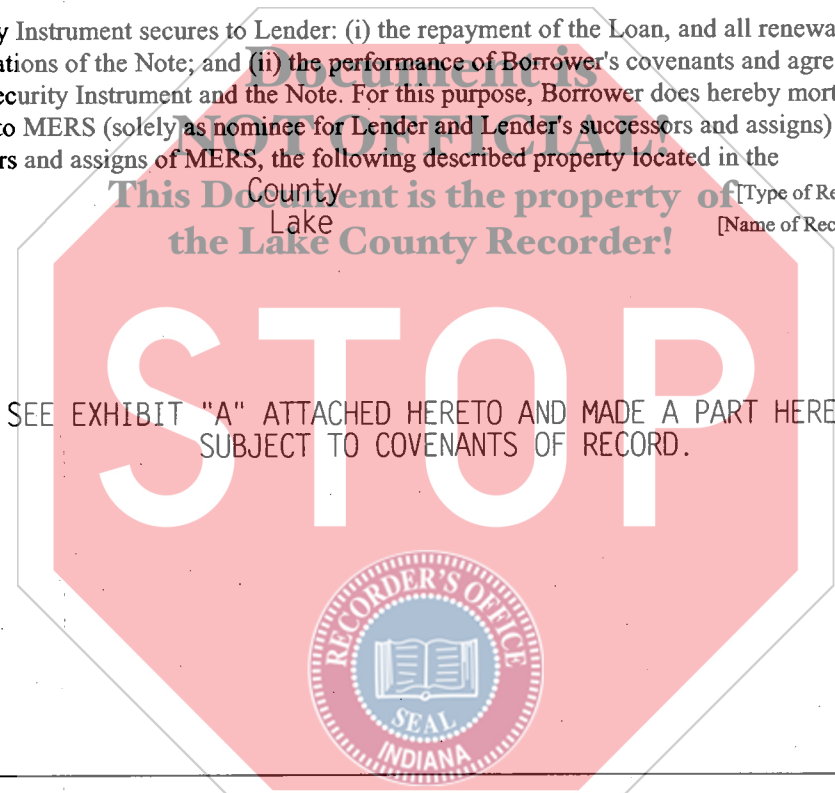 y Instrument secures to Lender: (i) the repayment of the Loan, and all renewa
ations of the Note; and (ii) the performance of Borrower's covenants and agre
ecurity Instrument and the Note. For this purpose, Borrower does hereby mort
to MERS (solely as nominee for Lender and Lender's successors and assigns)
rs and assigns of MERS, the following described property located in the
County [Type of Re
Lake [Name of Rec
Document is
NOT OFFICIAL!
This Document is the property of
the Lake County Recorder!
STOP
SEE EXHIBIT "A" ATTACHED HERETO AND MADE A PART HERE
SUBJECT TO COVENANTS OF RECORD.
RECORDER'S OFFICE
SEAL
INDIANA